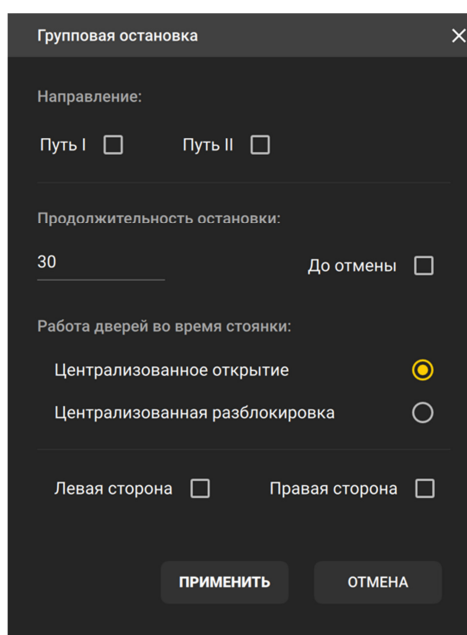 Групповая остановка
Направление:
Путь I
Путь II
Продолжительность остановки:
30
До отмены
Работа дверей во время стоянки:
Централизованное открытие
Централизованная разблокировка
Левая сторона
Правая сторона
ПРИМЕНИТЬ
ОТМЕНА